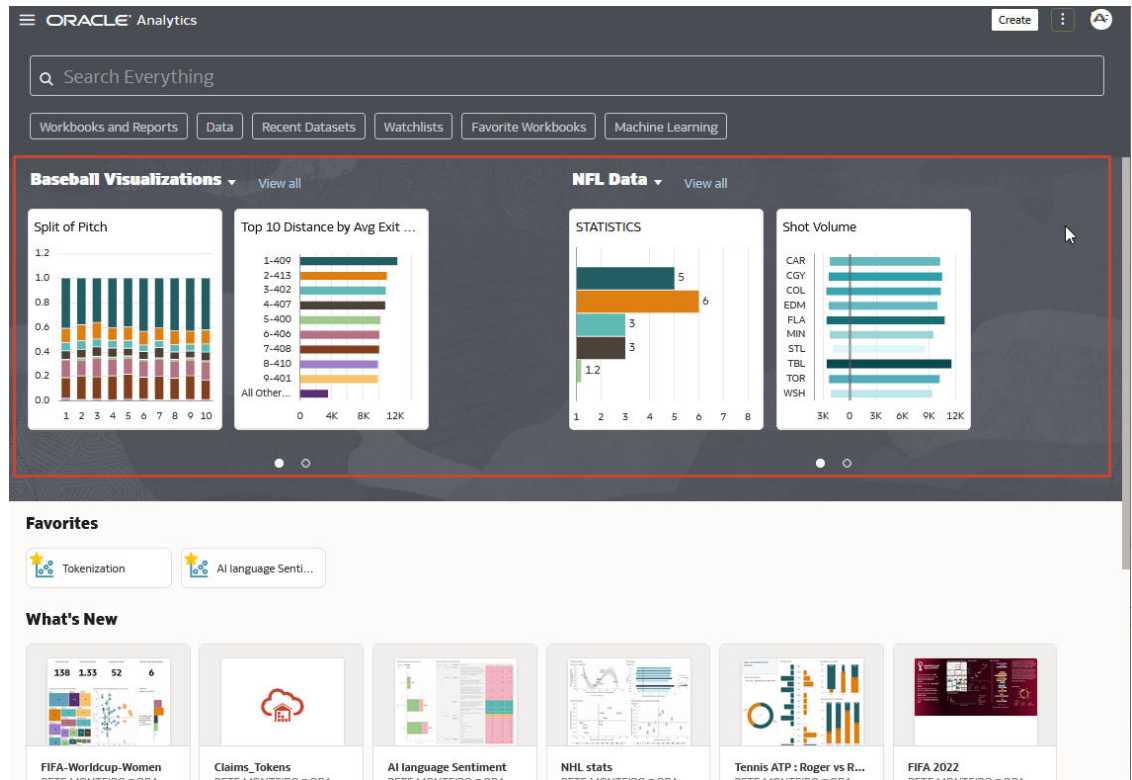 ORACLE Analytics
Create
Search Everything
Workbooks and Reports
Data
Recent Datasets
Watchlists
Favorite Workbooks
Machine Learning
Baseball Visualizations
View all
NFL Data
View all
Split of Pitch
1.2
1.0
0.8
0.6
0.4
0.2
0.0
1 2 3 4 5 6 7 8 9 10
Top 10 Distance by Avg Exit ...
1-409
2-413
3-402
4-407
5-400
6-406
7-408
8-410
9-401
All Other...
0 4K 8K 12K
STATISTICS
5
6
3
3
1.2
1 2 3 4 5 6 7 8
Shot Volume
CAR
CGY
COL
EDM
FLA
MIN
STL
TBL
TOR
WSH
3K 0 3K 6K 9K 12K
Favorites
Tokenization
AI language Senti...
What's New
138 1.33 52 6
FIFA-Worldcup-Women
Claims_Tokens
AI language Sentiment
NHL stats
Tennis ATP : Roger vs R...
FIFA 2022